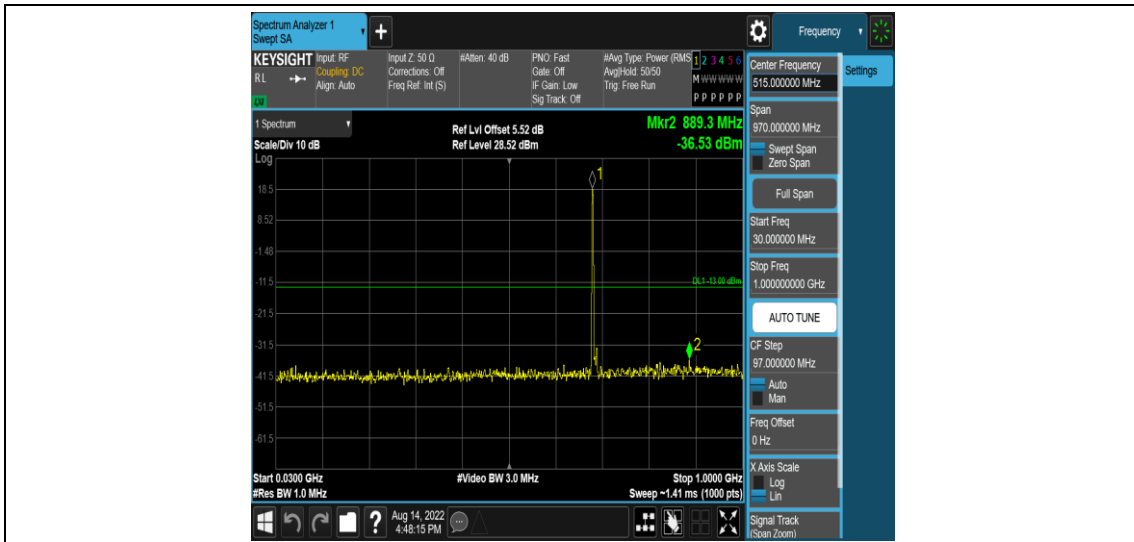 Spectrum Analyzer 1
Swept SA
Frequency
KEYSIGHT
RL
LXI
Input: RF
Coupling: DC
Align: Auto
Input Z: 50 Ω
Corrections: Off
Freq Ref: Int (S)
#Atten: 40 dB
PNO: Fast
Gate: Off
IF Gain: Low
Sig Track: Off
#Avg Type: Power (RMS
Avg|Hold: 50/50
Trig: Free Run
1 2 3 4 5 6
M W W W W W
P P P P P P
1 Spectrum
Scale/Div 10 dB
Ref Lvl Offset 5.52 dB
Ref Level 28.52 dBm
Mkr2 889.3 MHz
-36.53 dBm
Log
1
18.5
8.52
-1.48
-11.5
DL1 -13.00 dBm
-21.5
-31.5
2
-41.5
-51.5
-61.5
Start 0.0300 GHz
#Res BW 1.0 MHz
#Video BW 3.0 MHz
Stop 1.0000 GHz
Sweep ~1.41 ms (1000 pts)
?
Aug 14, 2022
4:48:15 PM
Center Frequency
515.000000 MHz
Settings
Span
970.000000 MHz
Swept Span
Zero Span
Full Span
Start Freq
30.000000 MHz
Stop Freq
1.000000000 GHz
AUTO TUNE
CF Step
97.000000 MHz
Auto
Man
Freq Offset
0 Hz
X Axis Scale
Log
Lin
Signal Track
(Span Zoom)